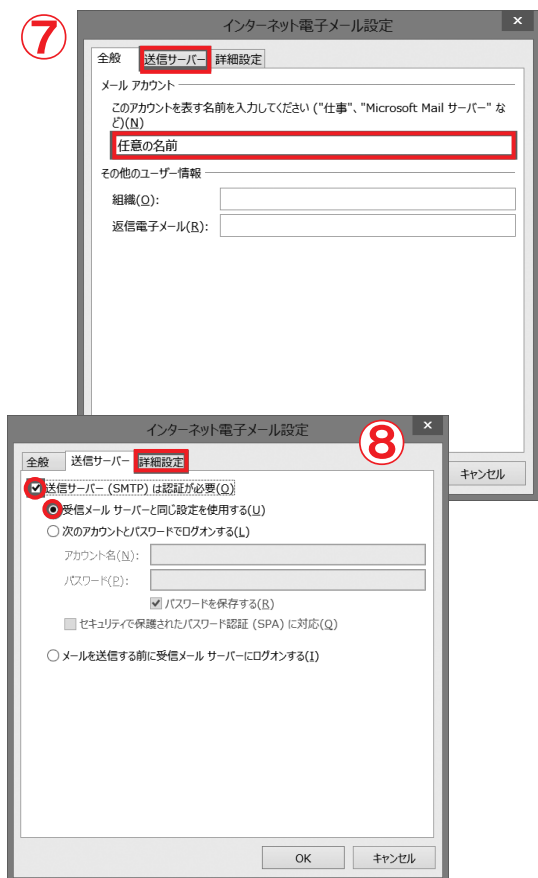 ⑦
インターネット電子メール設定
×
全般 送信サーバー 詳細設定
メール アカウント
このアカウントを表す名前を入力してください ("仕事"、"Microsoft Mail サーバー" な
ど)(N)
任意の名前
その他のユーザー情報
組織(O):
返信電子メール(R):
キャンセル
⑧
インターネット電子メール設定
×
全般 送信サーバー 詳細設定
送信サーバー (SMTP) は認証が必要(O)
受信メール サーバーと同じ設定を使用する(U)
次のアカウントとパスワードでログオンする(L)
アカウント名(N):
パスワード(P):
パスワードを保存する(R)
セキュリティで保護されたパスワード認証 (SPA) に対応(Q)
メールを送信する前に受信メール サーバーにログオンする(I)
OK キャンセル